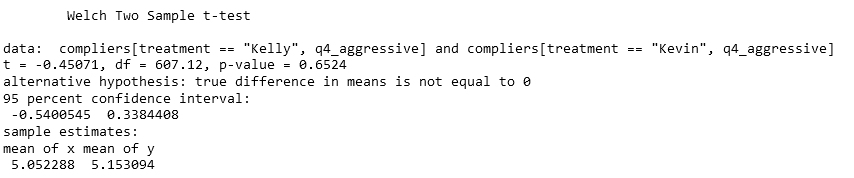 Welch Two Sample t-test
data:  compliers[treatment == "Kelly", q4_aggressive] and compliers[treatment == "Kevin", q4_aggressive]
t = -0.45071, df = 607.12, p-value = 0.6524
alternative hypothesis: true difference in means is not equal to 0
95 percent confidence interval:
 -0.5400545  0.3384408
sample estimates:
mean of x mean of y
 5.052288  5.153094